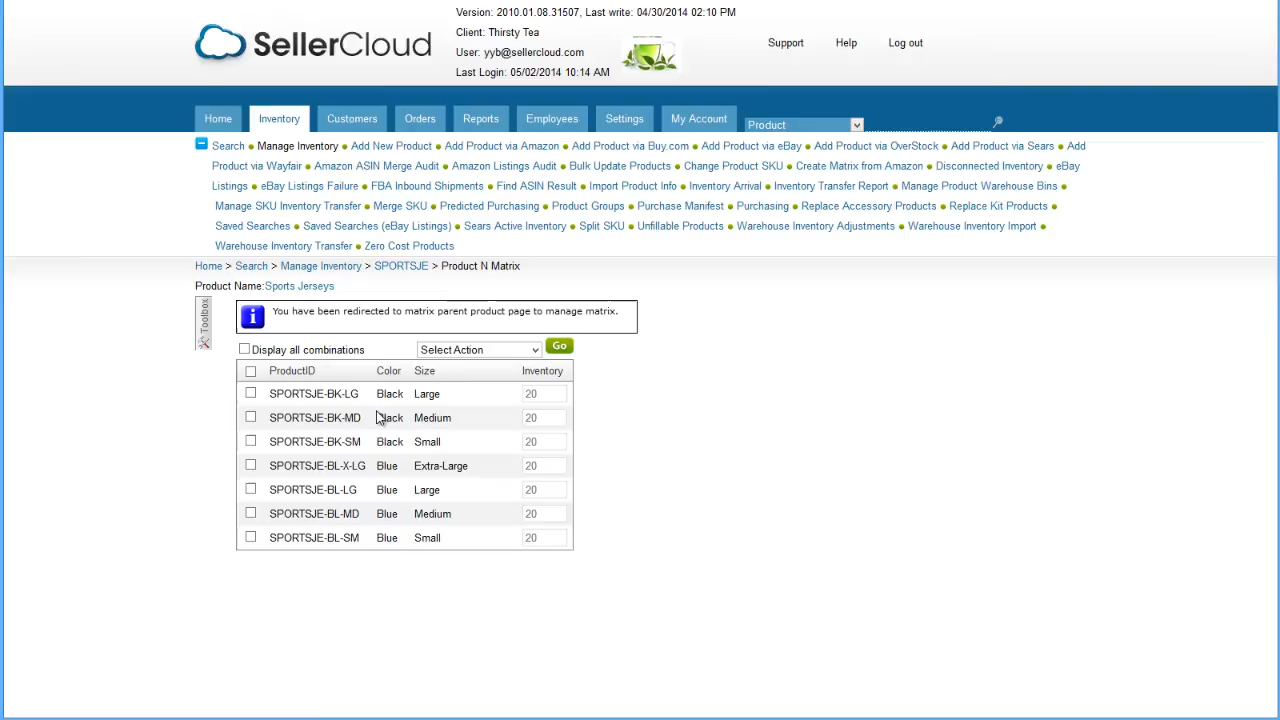 Version: 2010.01.08.31507, Last write: 04/30/2014 02:10 PM
Client: Thirsty Tea
User: yyb@sellercloud.com
Last Login: 05/02/2014 10:14 AM
SellerCloud
Support Help Log out
Home Inventory Customers Orders Reports Employees Settings My Account Product
Search Manage Inventory Add New Product Add Product via Amazon Add Product via Buy.com Add Product via eBay Add Product via OverStock Add Product via Sears Add
Product via Wayfair Amazon ASIN Merge Audit Amazon Listings Audit Bulk Update Products Change Product SKU Create Matrix from Amazon Disconnected Inventory eBay
Listings eBay Listings Failure FBA Inbound Shipments Find ASIN Result Import Product Info Inventory Arrival Inventory Transfer Report Manage Product Warehouse Bins
Manage SKU Inventory Transfer Merge SKU Predicted Purchasing Product Groups Purchase Manifest Purchasing Replace Accessory Products Replace Kit Products
Saved Searches Saved Searches (eBay Listings) Sears Active Inventory Split SKU Unfillable Products Warehouse Inventory Adjustments Warehouse Inventory Import
Warehouse Inventory Transfer Zero Cost Products
Home > Search > Manage Inventory > SPORTSJE > Product N Matrix
Product Name:Sports Jerseys
Toolbox
You have been redirected to matrix parent product page to manage matrix.
Display all combinations Select Action Go
ProductID Color Size Inventory
SPORTSJE-BK-LG Black Large 20
SPORTSJE-BK-MD Black Medium 20
SPORTSJE-BK-SM Black Small 20
SPORTSJE-BL-X-LG Blue Extra-Large 20
SPORTSJE-BL-LG Blue Large 20
SPORTSJE-BL-MD Blue Medium 20
SPORTSJE-BL-SM Blue Small 20